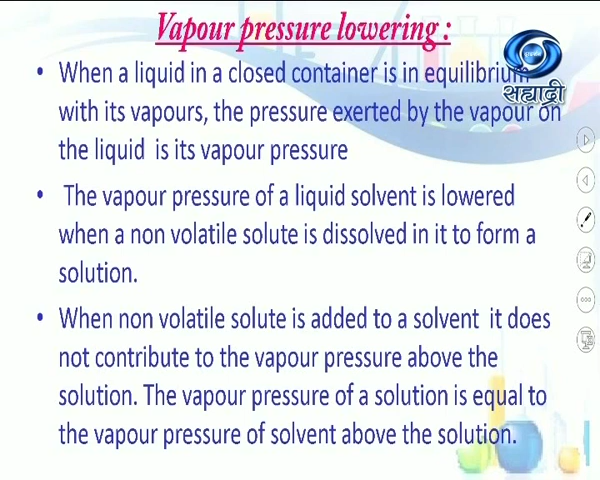 Vapour pressure lowering :
• When a liquid in a closed container is in equilibrium
with its vapours, the pressure exerted by the vapour on
the liquid is its vapour pressure
• The vapour pressure of a liquid solvent is lowered
when a non volatile solute is dissolved in it to form a
solution.
• When non volatile solute is added to a solvent it does
not contribute to the vapour pressure above the
solution. The vapour pressure of a solution is equal to
the vapour pressure of solvent above the solution.
सह्याद्री